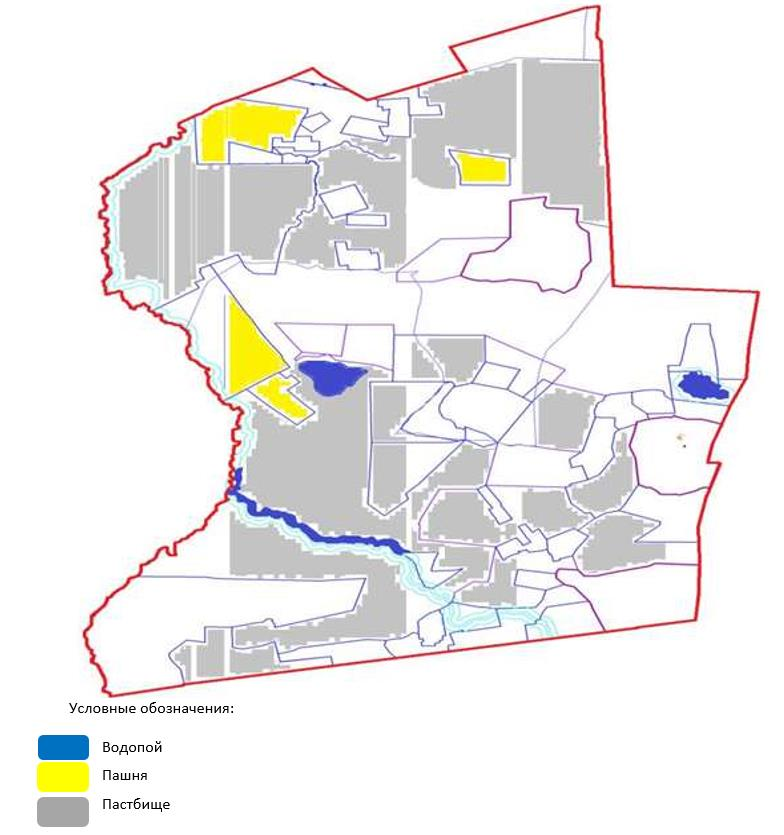 Условные обозначения:
Водопой
Пашня
Пастбище